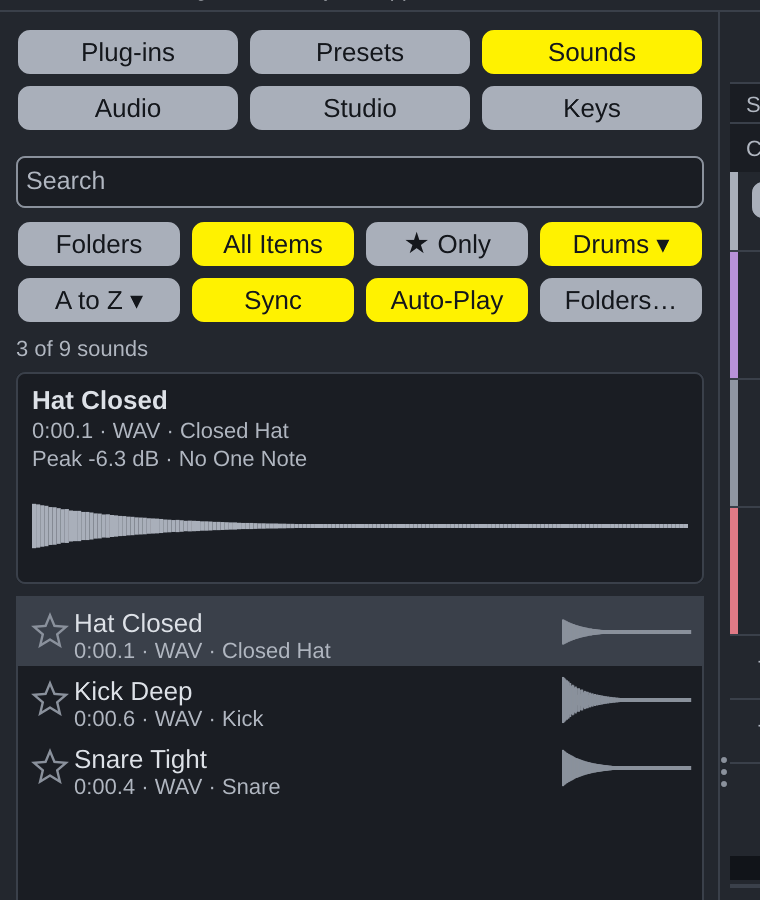 Plug-ins Presets Sounds
Audio Studio Keys
Search
Folders All Items ★ Only Drums ▾
A to Z ▾ Sync Auto-Play Folders…
3 of 9 sounds
Hat Closed
0:00.1 · WAV · Closed Hat
Peak -6.3 dB · No One Note
Hat Closed
0:00.1 · WAV · Closed Hat
Kick Deep
0:00.6 · WAV · Kick
Snare Tight
0:00.4 · WAV · Snare